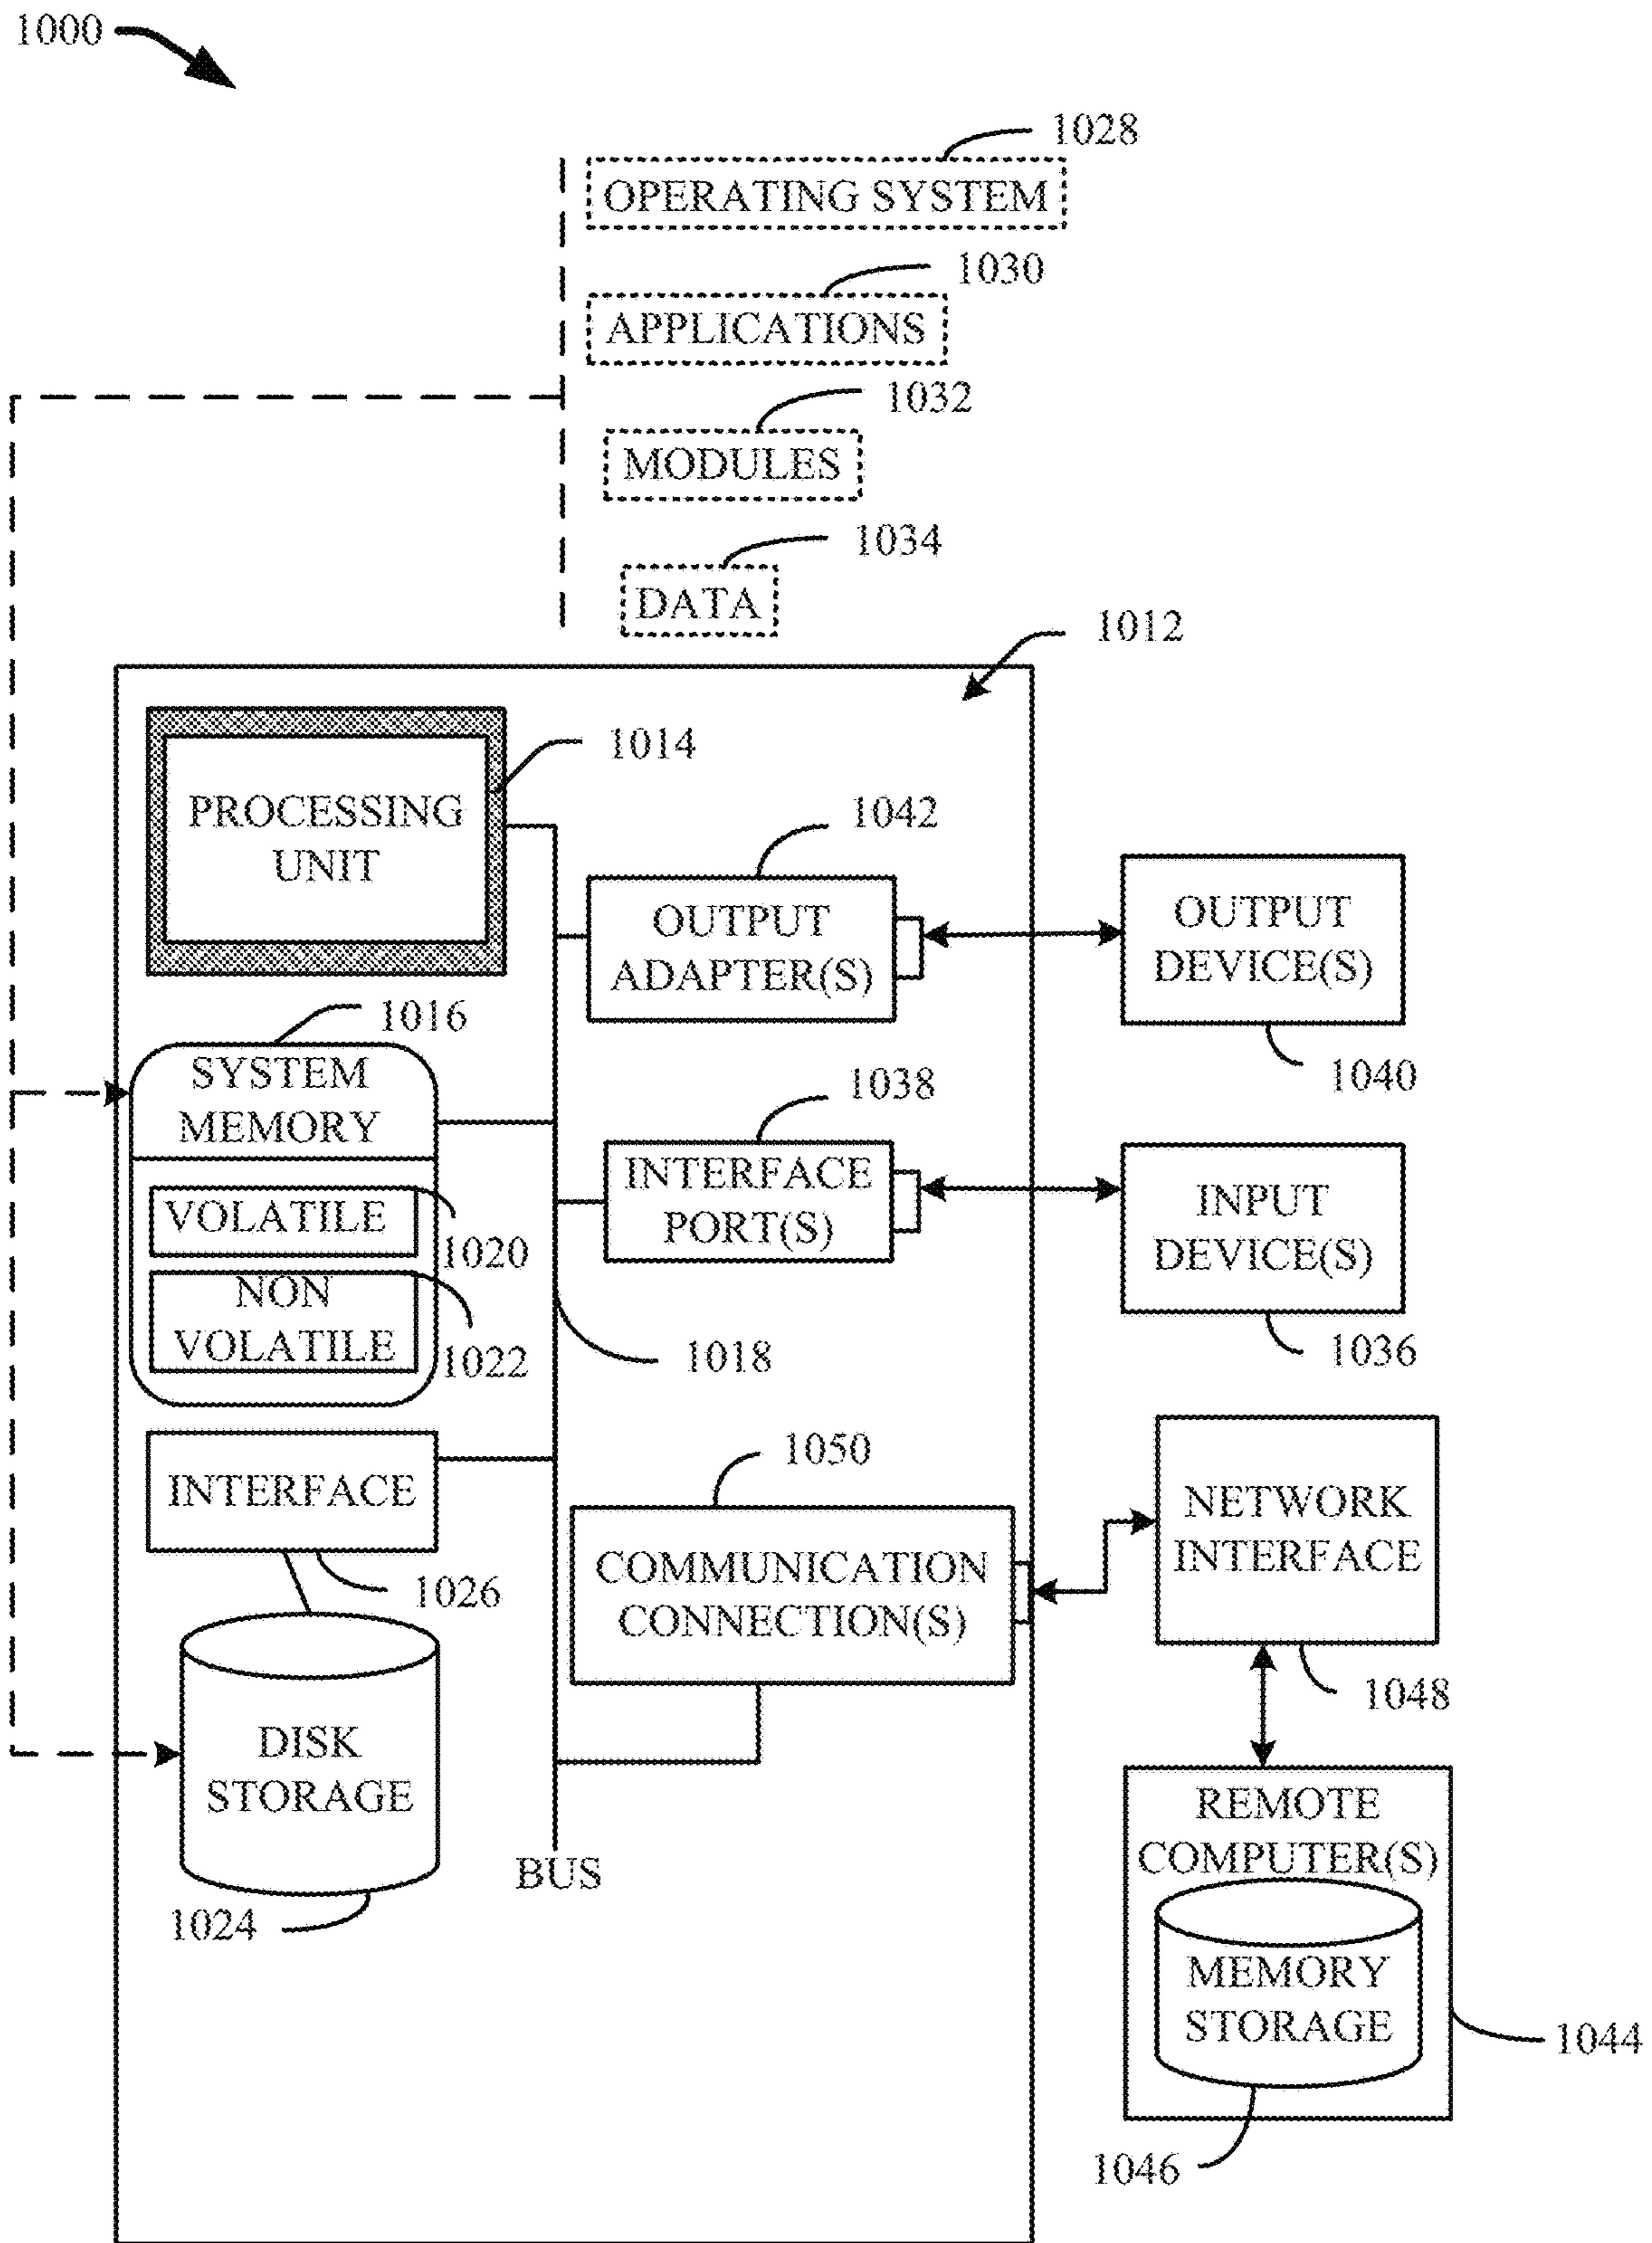 1000
1028
OPERATING SYSTEM
1030
APPLICATIONS
1032
MODULES
1034
DATA
1012
PROCESSING
UNIT
1014
1042
OUTPUT
ADAPTER(S)
OUTPUT
DEVICE(S)
1040
1016
SYSTEM
MEMORY
VOLATILE
1020
NON
VOLATILE
1022
1038
INTERFACE
PORT(S)
INPUT
DEVICE(S)
1036
1018
INTERFACE
1026
1050
COMMUNICATION
CONNECTION(S)
NETWORK
INTERFACE
1048
DISK
STORAGE
1024
BUS
REMOTE
COMPUTER(S)
MEMORY
STORAGE
1044
1046